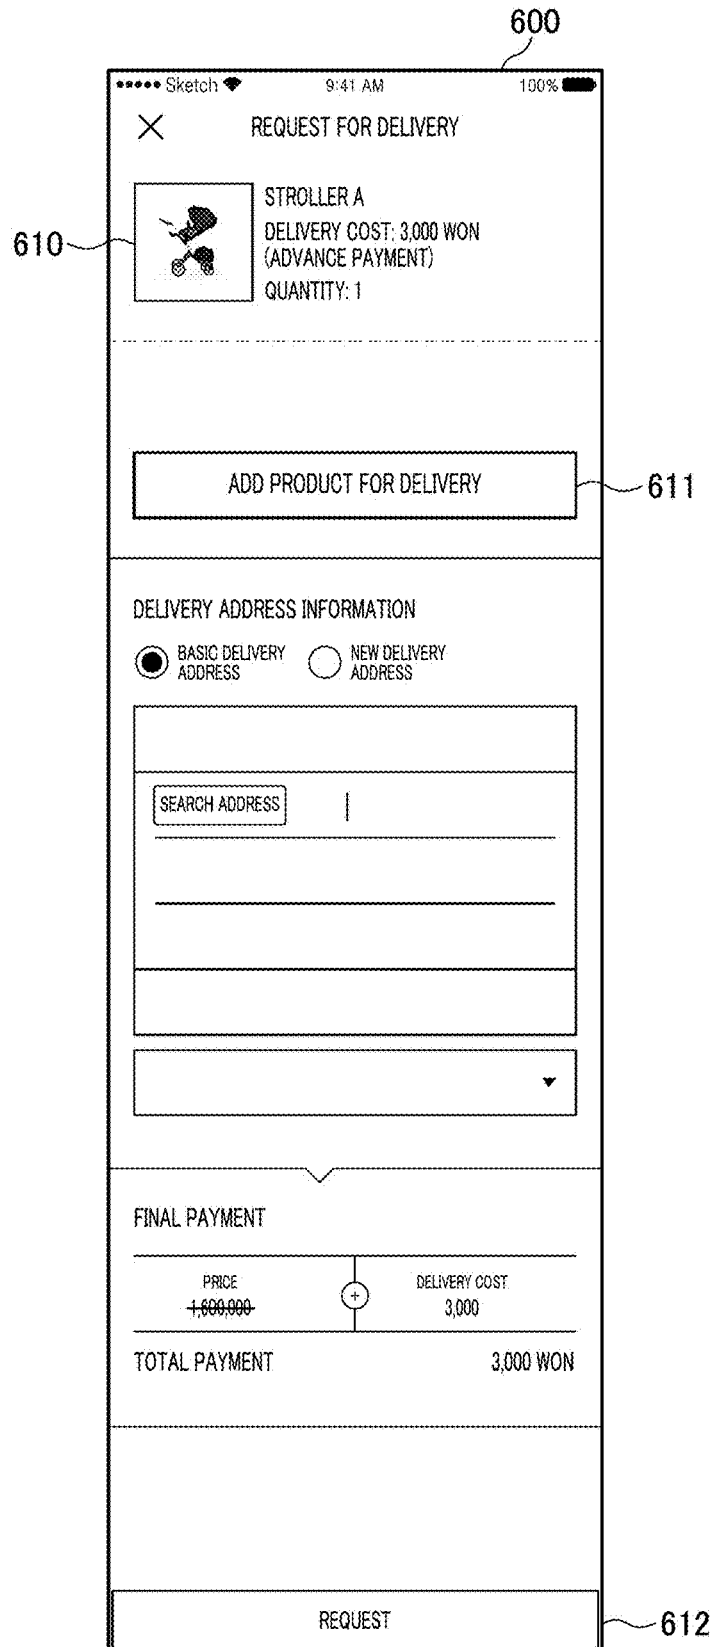 600
Sketch 9:41 AM 100%
REQUEST FOR DELIVERY
STROLLER A
DELIVERY COST: 3,000 WON
(ADVANCE PAYMENT)
QUANTITY: 1
610
ADD PRODUCT FOR DELIVERY
611
DELIVERY ADDRESS INFORMATION
BASIC DELIVERY
ADDRESS
NEW DELIVERY
ADDRESS
SEARCH ADDRESS
FINAL PAYMENT
PRICE
1,600,000
+
DELIVERY COST
3,000
TOTAL PAYMENT 3,000 WON
REQUEST
612